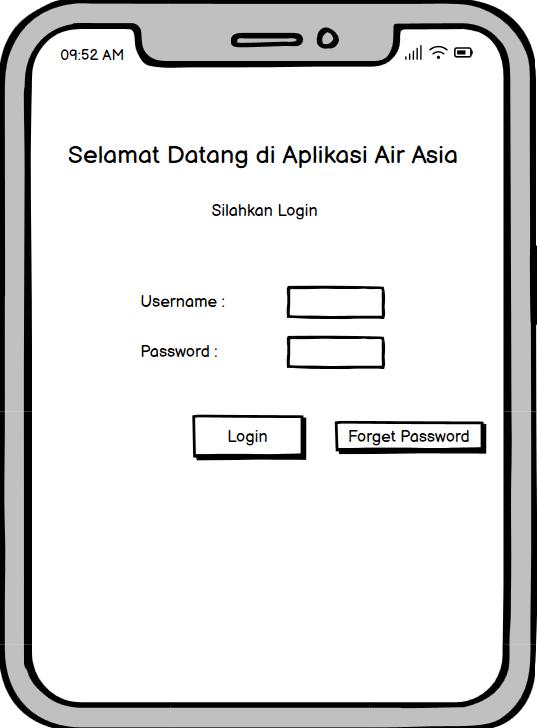 09:52 AM
Selamat Datang di Aplikasi Air Asia
Silahkan Login
Username :
Password :
Login
Forget Password